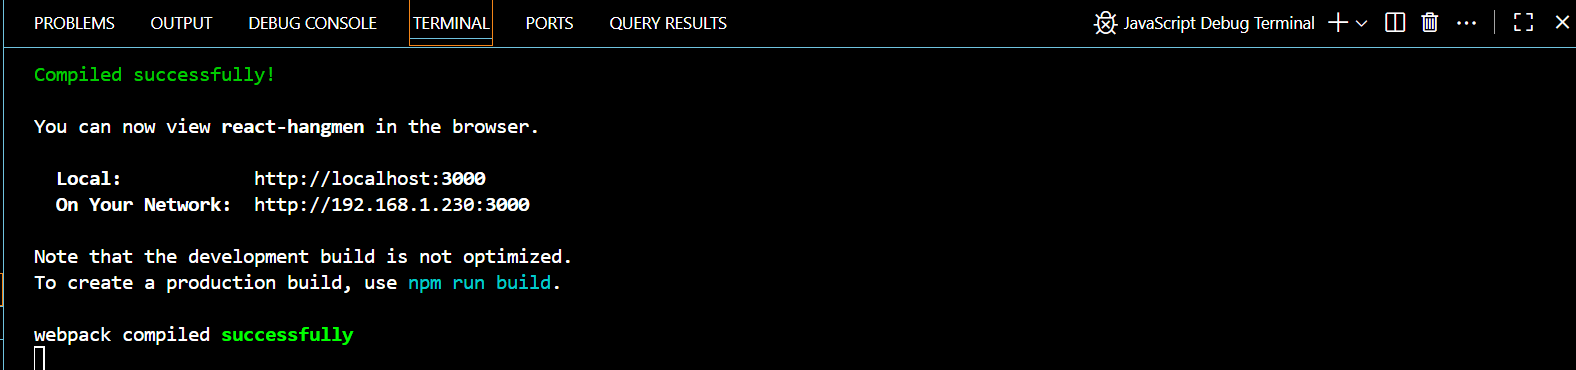 PROBLEMS OUTPUT DEBUG CONSOLE TERMINAL PORTS QUERY RESULTS JavaScript Debug Terminal
Compiled successfully!
You can now view react-hangmen in the browser.
Local: http://localhost:3000
On Your Network: http://192.168.1.230:3000
Note that the development build is not optimized.
To create a production build, use npm run build.
webpack compiled successfully